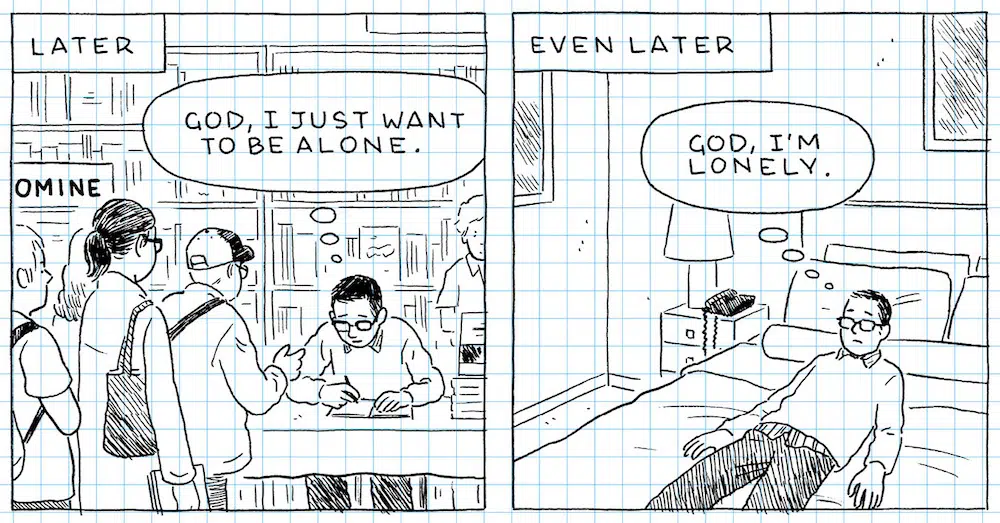 LATER
GOD, I JUST WANT
TO BE ALONE.
OMINE
EVEN LATER
GOD, I'M
LONELY.